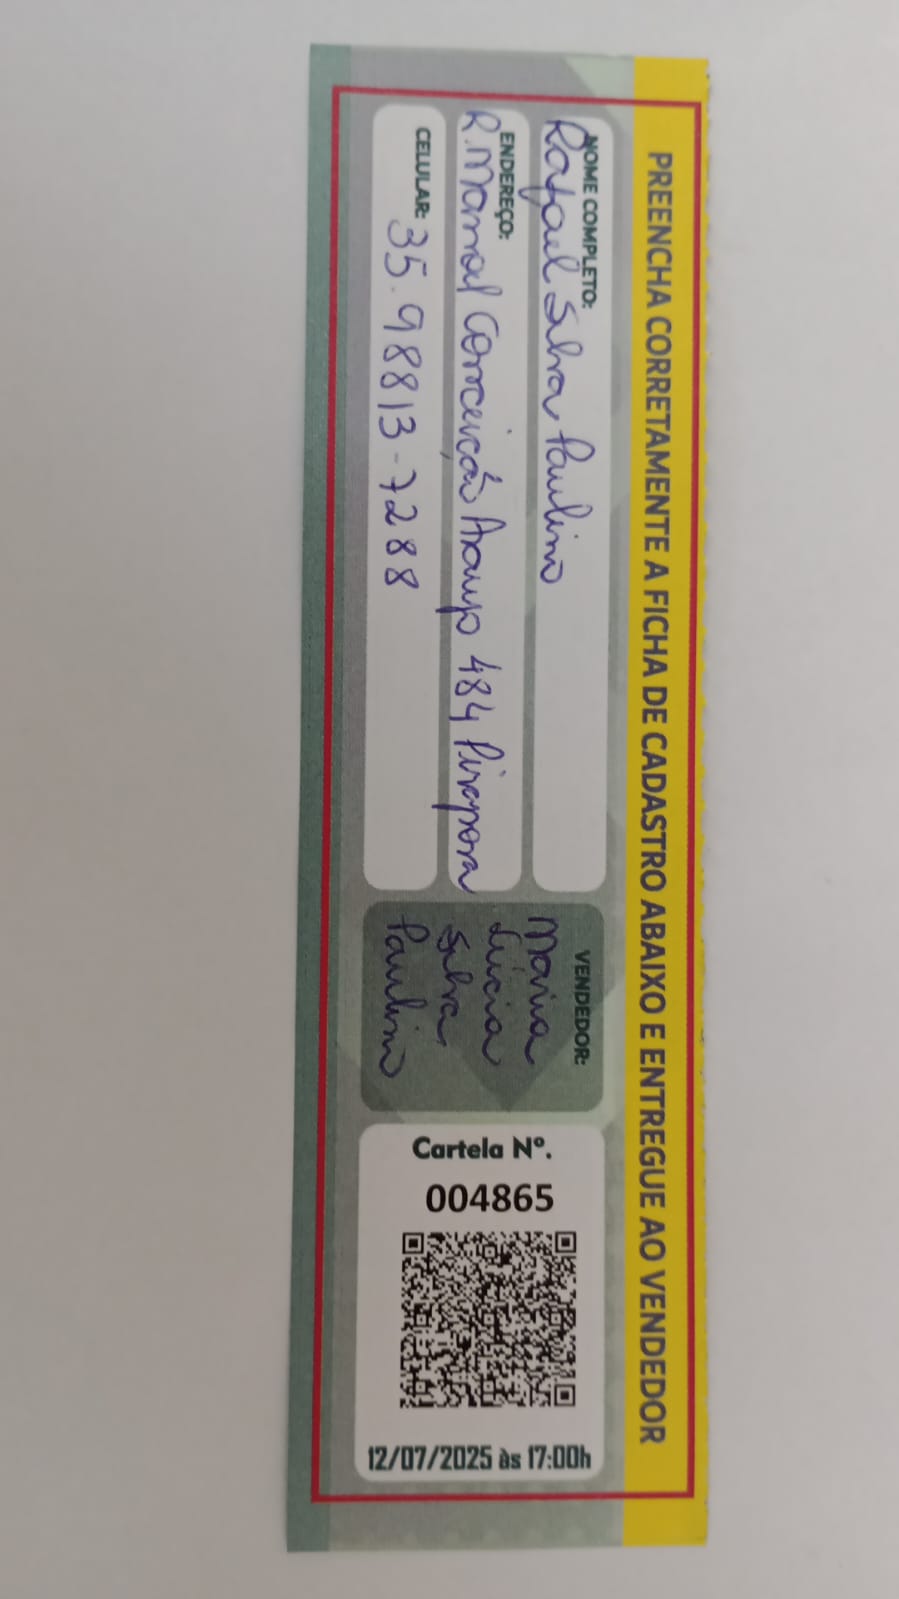 PREENCHA CORRETAMENTE A FICHA DE CADASTRO ABAIXO E ENTREGUE AO VENDEDOR
NOME COMPLETO:
Rafael Silva Paulino
ENDEREÇO:
R. Manoel Conceição Araujo 484 Pirapora
CELULAR: 35.98813-7288
VENDEDOR:
Maria
Lúcia
Silva
Paulino
Cartela Nº.
004865
12/07/2025 às 17:00h